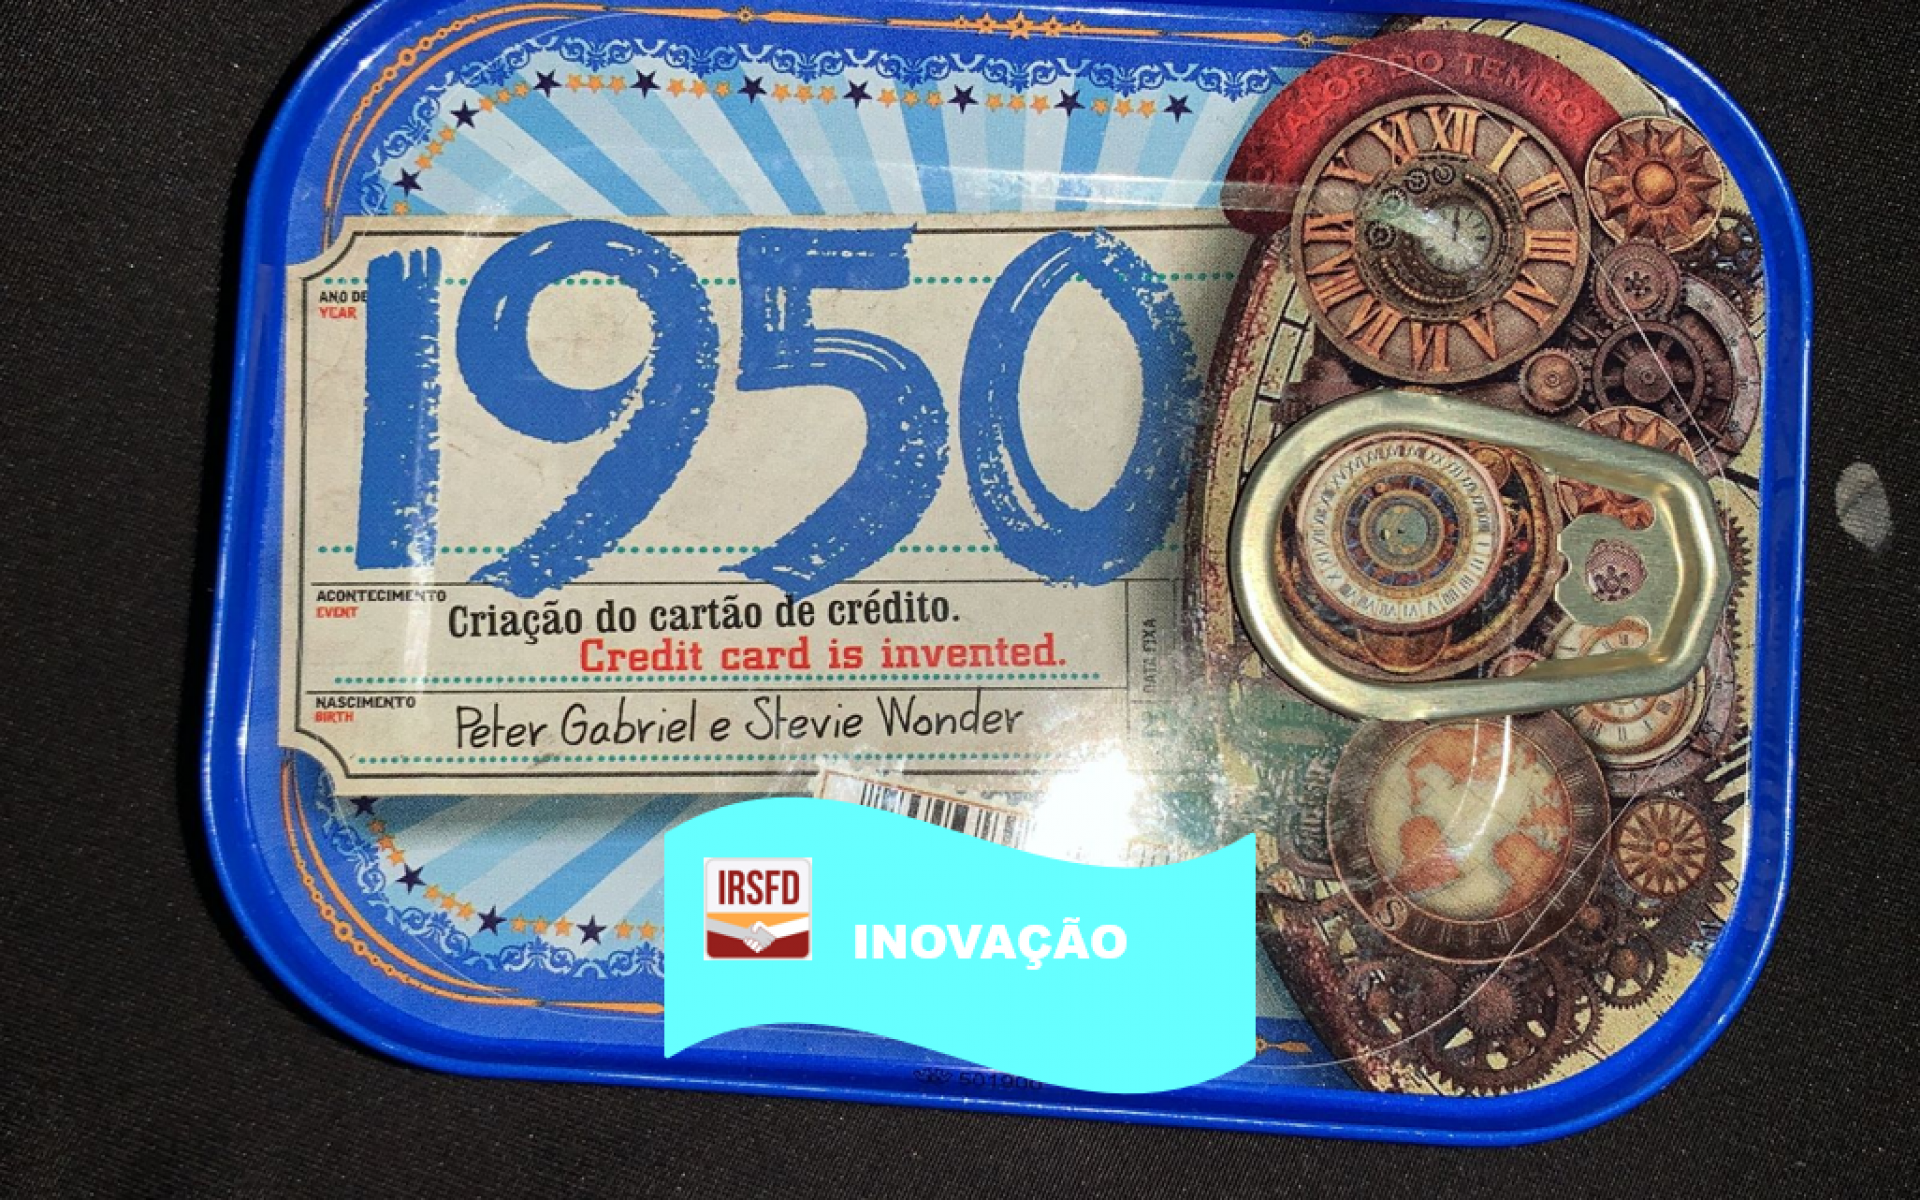 O VALOR DO TEMPO
ANO DE
YEAR
1950
ACONTECIMENTO
EVENT
Criação do cartão de crédito.
Credit card is invented.
DATA FIXA
NASCIMENTO
BIRTH
Peter Gabriel e Stevie Wonder
IRSFD
INOVAÇÃO
501900